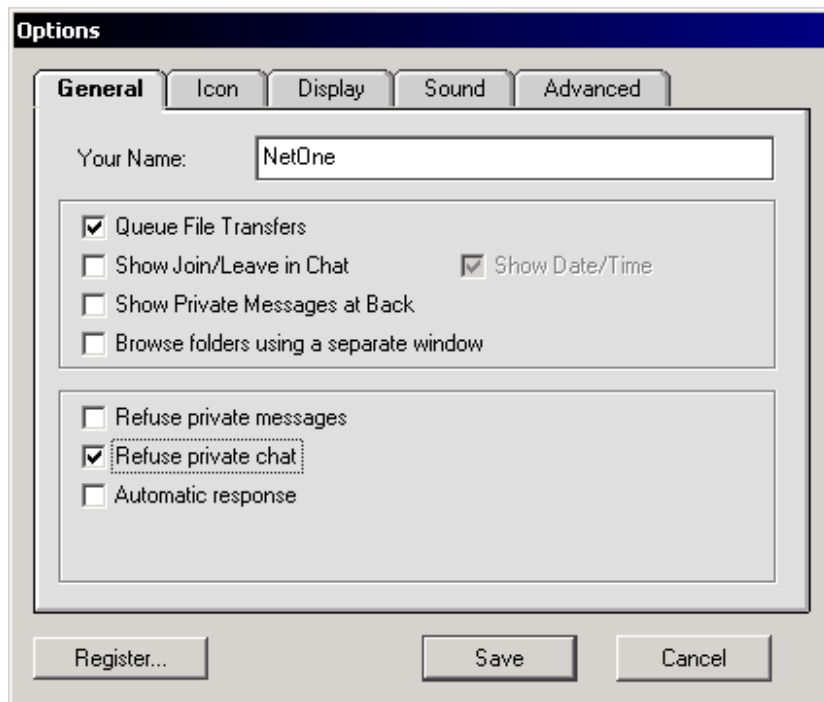 Options
General Icon Display Sound Advanced
Your Name: NetOne
Queue File Transfers
Show Join/Leave in Chat Show Date/Time
Show Private Messages at Back
Browse folders using a separate window
Refuse private messages
Refuse private chat
Automatic response
Register... Save Cancel